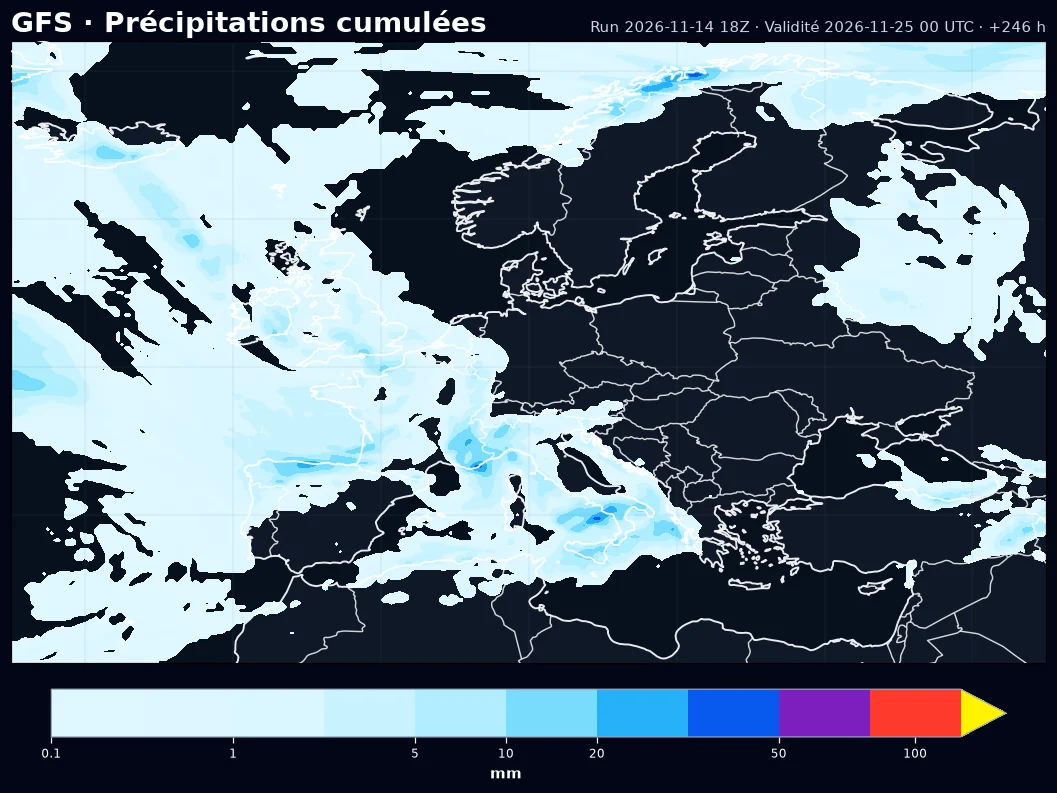 GFS · Précipitations cumulées
Run 2026-11-14 18Z · Validité 2026-11-25 00 UTC · +246 h
0.1 1 5 10 20 50 100
mm